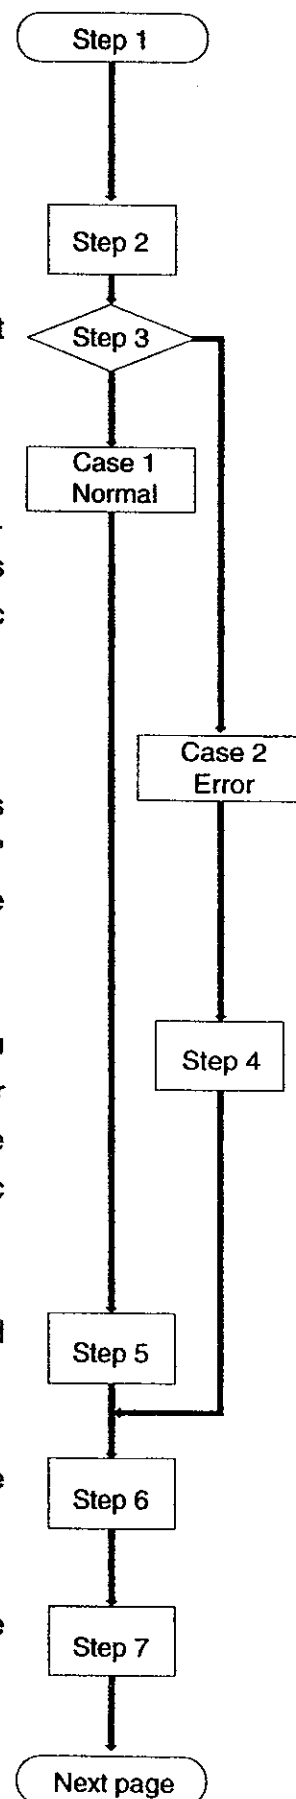 Step 1
Step 2
Step 3
Case 1
Normal
Case 2
Error
Step 4
Step 5
Step 6
Step 7
Next page